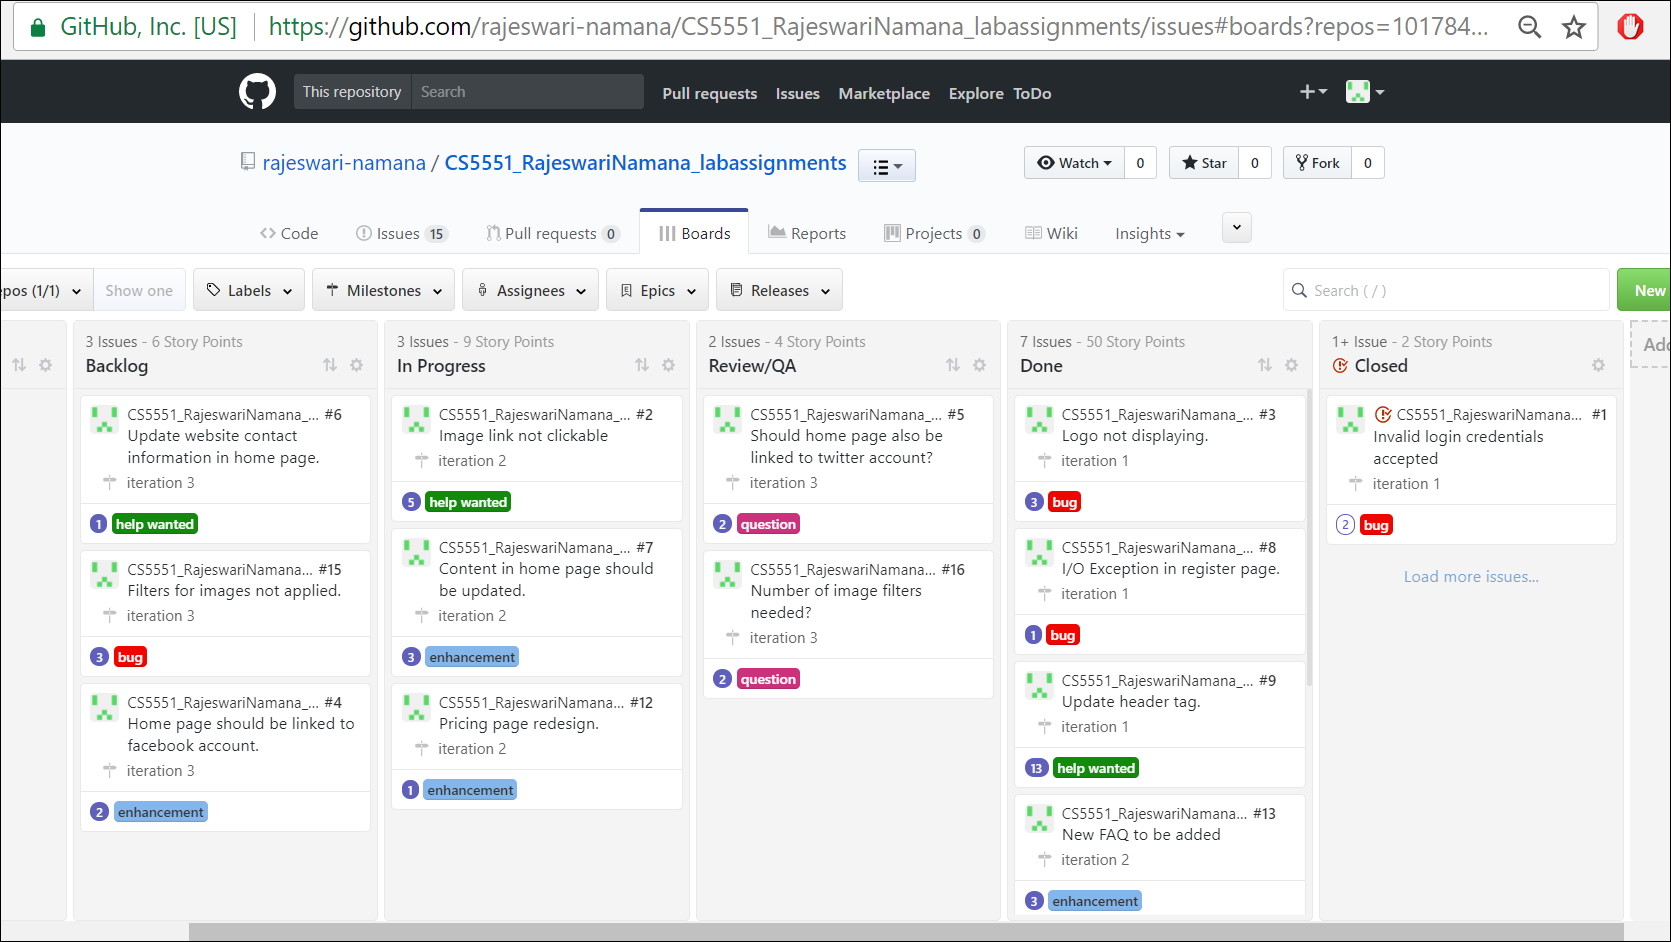 GitHub, Inc. [US] https://github.com/rajeswari-namana/CS5551_RajeswariNamana_labassignments/issues#boards?repos=101784...
This repository Search Pull requests Issues Marketplace Explore ToDo
rajeswari-namana / CS5551_RajeswariNamana_labassignments Watch 0 Star 0 Fork 0
Code Issues 15 Pull requests 0 Boards Reports Projects 0 Wiki Insights
epos (1/1) Show one Labels Milestones Assignees Epics Releases Search ( / ) New
3 Issues - 6 Story Points
Backlog
CS5551_RajeswariNamana_... #6
Update website contact
information in home page.
iteration 3
1 help wanted
CS5551_RajeswariNamana... #15
Filters for images not applied.
iteration 3
3 bug
CS5551_RajeswariNamana_... #4
Home page should be linked to
facebook account.
iteration 3
2 enhancement
3 Issues - 9 Story Points
In Progress
CS5551_RajeswariNamana_... #2
Image link not clickable
iteration 2
5 help wanted
CS5551_RajeswariNamana_... #7
Content in home page should
be updated.
iteration 2
3 enhancement
CS5551_RajeswariNamana... #12
Pricing page redesign.
iteration 2
1 enhancement
2 Issues - 4 Story Points
Review/QA
CS5551_RajeswariNamana_... #5
Should home page also be
linked to twitter account?
iteration 3
2 question
CS5551_RajeswariNamana... #16
Number of image filters
needed?
iteration 3
2 question
7 Issues - 50 Story Points
Done
CS5551_RajeswariNamana_... #3
Logo not displaying.
iteration 1
3 bug
CS5551_RajeswariNamana_... #8
I/O Exception in register page.
iteration 1
1 bug
CS5551_RajeswariNamana_... #9
Update header tag.
iteration 1
13 help wanted
CS5551_RajeswariNamana... #13
New FAQ to be added
iteration 2
3 enhancement
1+ Issue - 2 Story Points
Closed
CS5551_RajeswariNamana... #1
Invalid login credentials
accepted
iteration 1
2 bug
Load more issues...
Add